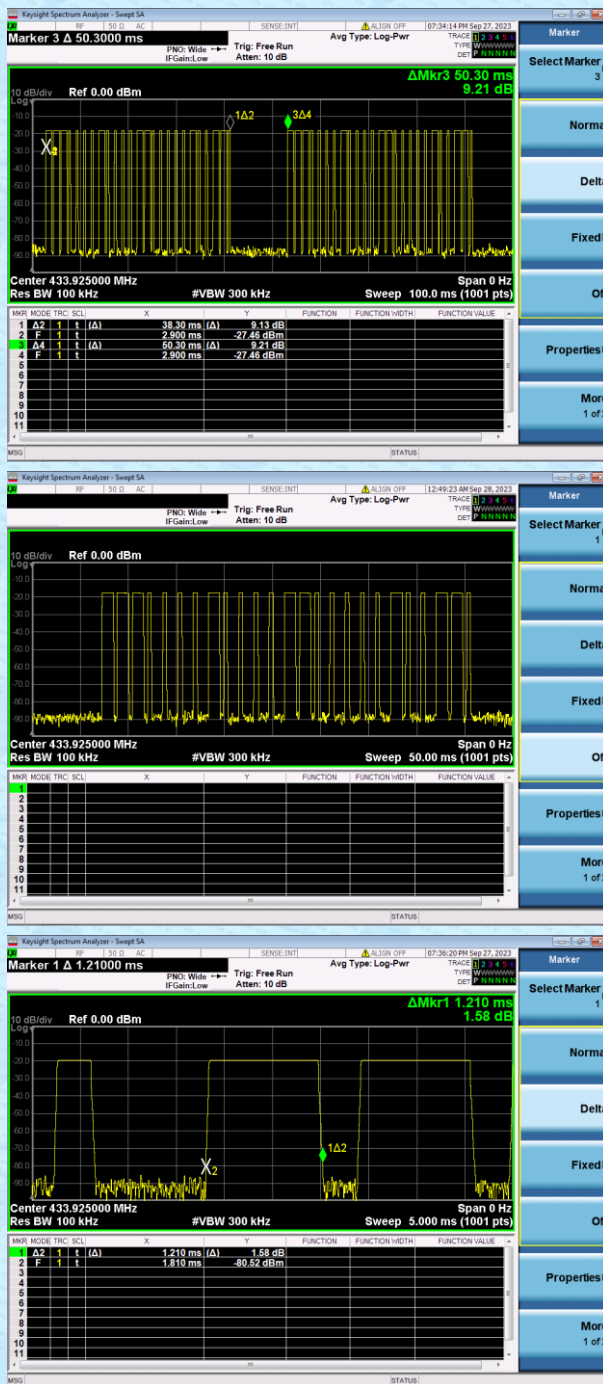 Keysight Spectrum Analyzer - Swept SA
RF 50 Ω AC SENSE:INT ALIGN OFF 07:34:14 PM Sep 27, 2023
Marker 3 Δ 50.3000 ms
PNO: Wide
IFGain:Low
Trig: Free Run
Atten: 10 dB
Avg Type: Log-Pwr
TRACE 1 2 3 4 5 6
TYPE WWWWWW
DET P N N N N N
Marker
Select Marker
3
Norma
Delta
Fixed
Of
Properties
More
1 of
ΔMkr3 50.30 ms
9.21 dB
10 dB/div Ref 0.00 dBm
Log
-10.0
-20.0
-30.0
-40.0
-50.0
-60.0
-70.0
-80.0
-90.0
1Δ2
3Δ4
Center 433.925000 MHz Span 0 Hz
Res BW 100 kHz #VBW 300 kHz Sweep 100.0 ms (1001 pts)
MKR MODE TRC SCL X Y FUNCTION FUNCTION WIDTH FUNCTION VALUE
1 Δ2 1 t (Δ) 38.30 ms (Δ) 9.13 dB
2 F 1 t 2.900 ms -27.46 dBm
3 Δ4 1 t (Δ) 50.30 ms (Δ) 9.21 dB
4 F 1 t 2.900 ms -27.46 dBm
5
6
7
8
9
10
11
MSG STATUS
Keysight Spectrum Analyzer - Swept SA
RF 50 Ω AC SENSE:INT ALIGN OFF 12:49:23 AM Sep 28, 2023
PNO: Wide
IFGain:Low
Trig: Free Run
Atten: 10 dB
Avg Type: Log-Pwr
TRACE 1 2 3 4 5 6
TYPE WWWWWW
DET P N N N N N
Marker
Select Marker
1
Norma
Delta
Fixed
Of
Properties
More
1 of
10 dB/div Ref 0.00 dBm
Log
-10.0
-20.0
-30.0
-40.0
-50.0
-60.0
-70.0
-80.0
-90.0
Center 433.925000 MHz Span 0 Hz
Res BW 100 kHz #VBW 300 kHz Sweep 50.00 ms (1001 pts)
MKR MODE TRC SCL X Y FUNCTION FUNCTION WIDTH FUNCTION VALUE
1
2
3
4
5
6
7
8
9
10
11
MSG STATUS
Keysight Spectrum Analyzer - Swept SA
RF 50 Ω AC SENSE:INT ALIGN OFF 07:36:20 PM Sep 27, 2023
Marker 1 Δ 1.21000 ms
PNO: Wide
IFGain:Low
Trig: Free Run
Atten: 10 dB
Avg Type: Log-Pwr
TRACE 1 2 3 4 5 6
TYPE WWWWWW
DET P N N N N N
Marker
Select Marker
1
Norma
Delta
Fixed
Of
Properties
More
1 of
ΔMkr1 1.210 ms
1.58 dB
10 dB/div Ref 0.00 dBm
Log
-10.0
-20.0
-30.0
-40.0
-50.0
-60.0
-70.0
-80.0
-90.0
1Δ2
2
Center 433.925000 MHz Span 0 Hz
Res BW 100 kHz #VBW 300 kHz Sweep 5.000 ms (1001 pts)
MKR MODE TRC SCL X Y FUNCTION FUNCTION WIDTH FUNCTION VALUE
1 Δ2 1 t (Δ) 1.210 ms (Δ) 1.58 dB
2 F 1 t 1.810 ms -80.52 dBm
3
4
5
6
7
8
9
10
11
MSG STATUS